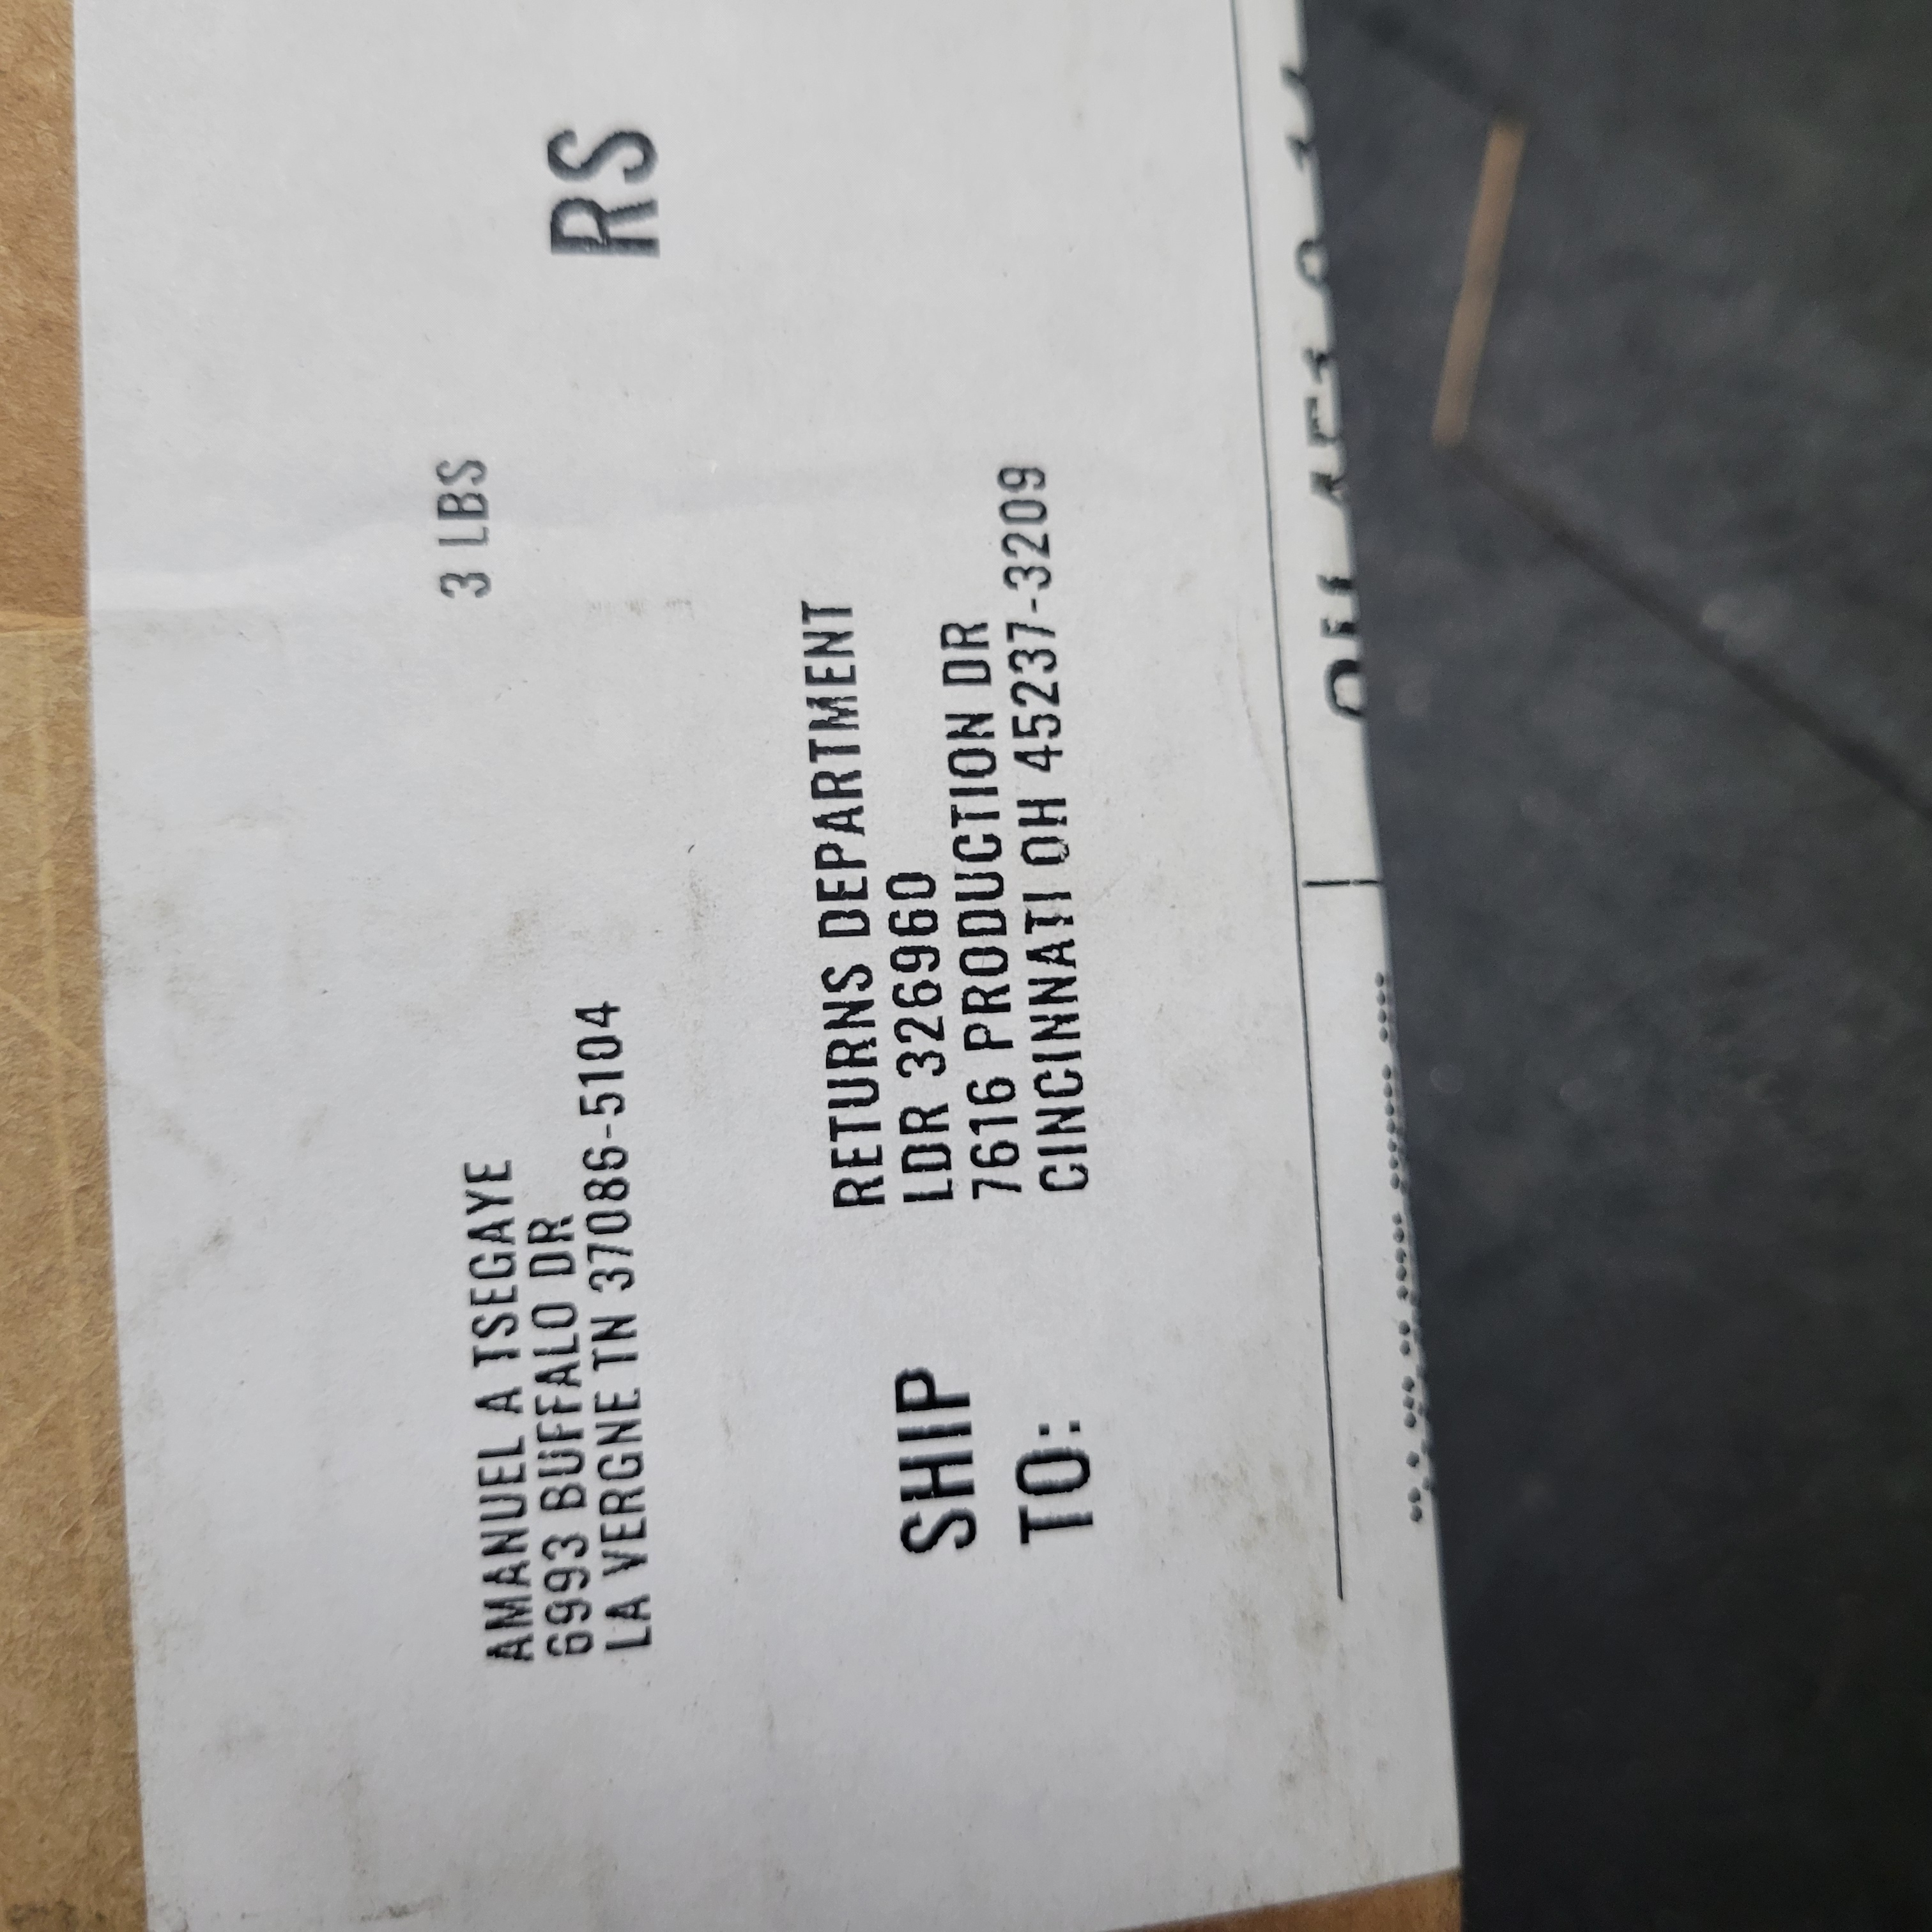 3 LBS
RS
AMANUEL A TSEGAYE
6993 BUFFALO DR
LA VERGNE TN 37086-5104
SHIP
TO:
RETURNS DEPARTMENT
LDR 326960
7616 PRODUCTION DR
CINCINNATI OH 45237-3209